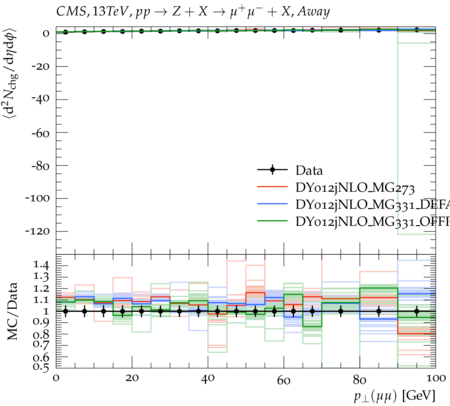 CMS, 13TeV, pp → Z + X → μ⁺μ⁻ + X, Away
⟨d²N_chg/dηdϕ⟩
0
-20
-40
-60
-80
-100
-120
Data
DY012jNLO_MG273
DY012jNLO_MG331_DEFA
DY012jNLO_MG331_OFFI
MC/Data
1.4
1.3
1.2
1.1
1
0.9
0.8
0.7
0.6
0.5
0 20 40 60 80 100
p⊥(μμ) [GeV]